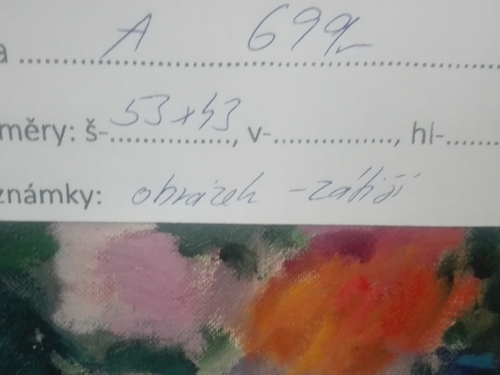 a .......... A 699,-
měry: š- 53x43, v-.............., hl-........
známky: obrázek - zátiší